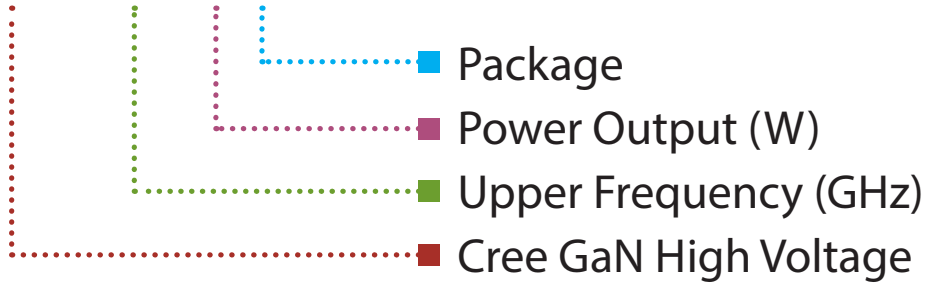 Package
Power Output (W)
Upper Frequency (GHz)
Cree GaN High Voltage